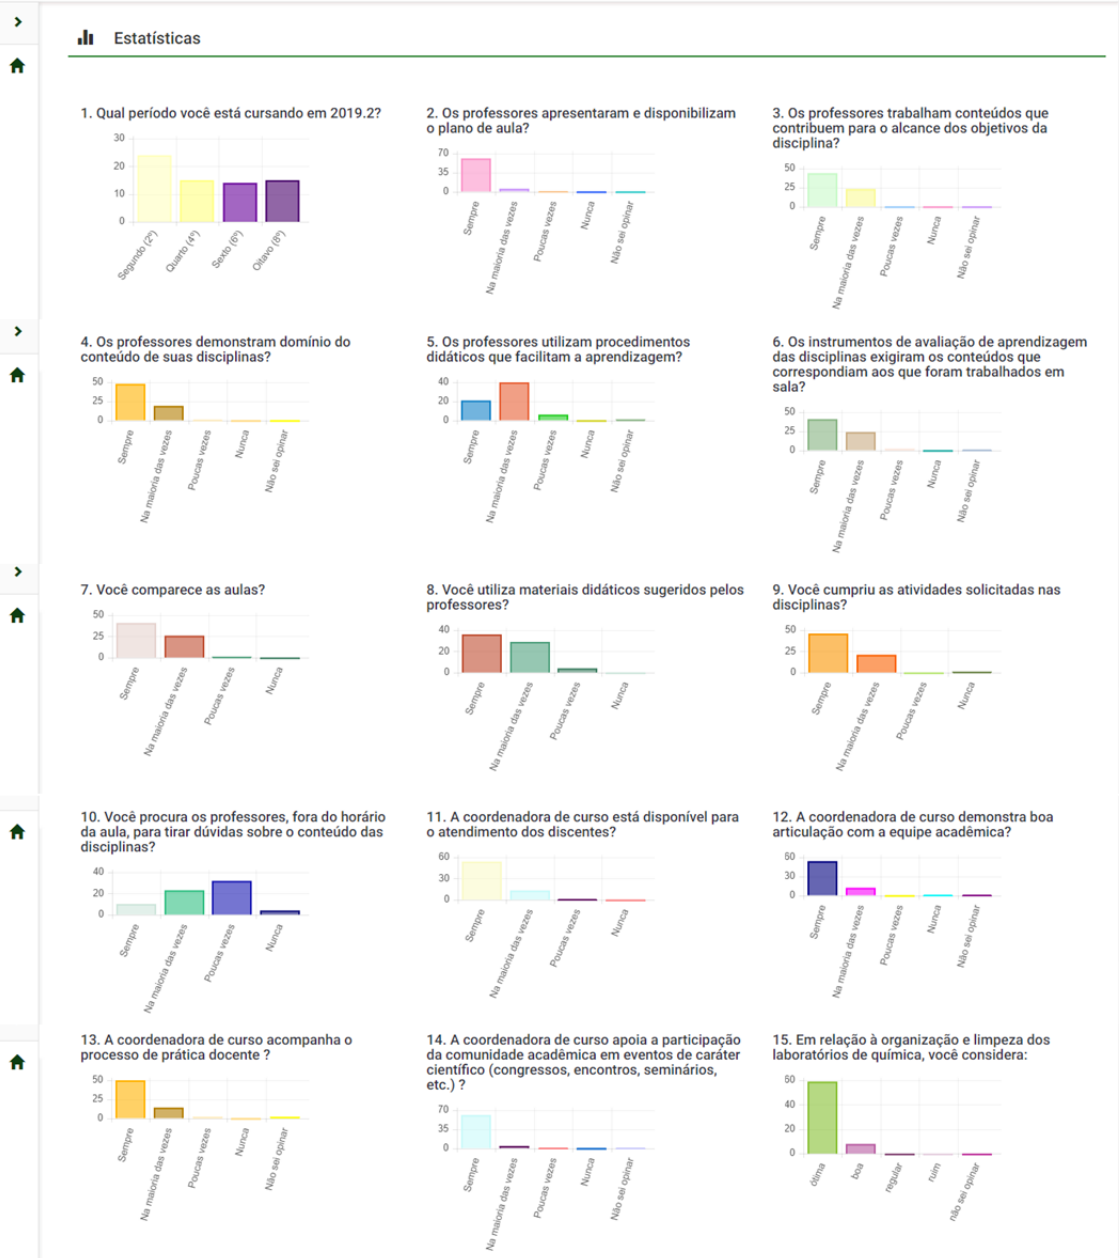 Estatísticas
1. Qual período você está cursando em 2019.2?
30
20
10
0
Segundo (2º)
Quarto (4º)
Sexto (6º)
Oitavo (8º)
2. Os professores apresentaram e disponibilizam
o plano de aula?
70
35
0
Sempre
Na maioria das vezes
Poucas vezes
Nunca
Não sei opinar
3. Os professores trabalham conteúdos que
contribuem para o alcance dos objetivos da
disciplina?
50
25
0
Sempre
Na maioria das vezes
Poucas vezes
Nunca
Não sei opinar
4. Os professores demonstram domínio do
conteúdo de suas disciplinas?
50
25
0
Sempre
Na maioria das vezes
Poucas vezes
Nunca
Não sei opinar
5. Os professores utilizam procedimentos
didáticos que facilitam a aprendizagem?
40
20
0
Sempre
Na maioria das vezes
Poucas vezes
Nunca
Não sei opinar
6. Os instrumentos de avaliação de aprendizagem
das disciplinas exigiram os conteúdos que
correspondiam aos que foram trabalhados em
sala?
50
25
0
Sempre
Na maioria das vezes
Poucas vezes
Nunca
Não sei opinar
7. Você comparece as aulas?
50
25
0
Sempre
Na maioria das vezes
Poucas vezes
Nunca
8. Você utiliza materiais didáticos sugeridos pelos
professores?
40
20
0
Sempre
Na maioria das vezes
Poucas vezes
Nunca
9. Você cumpriu as atividades solicitadas nas
disciplinas?
50
25
0
Sempre
Na maioria das vezes
Poucas vezes
Nunca
10. Você procura os professores, fora do horário
da aula, para tirar dúvidas sobre o conteúdo das
disciplinas?
40
20
0
Sempre
Na maioria das vezes
Poucas vezes
Nunca
11. A coordenadora de curso está disponível para
o atendimento dos discentes?
60
30
0
Sempre
Na maioria das vezes
Poucas vezes
Nunca
12. A coordenadora de curso demonstra boa
articulação com a equipe acadêmica?
60
30
0
Sempre
Na maioria das vezes
Poucas vezes
Nunca
Não sei opinar
13. A coordenadora de curso acompanha o
processo de prática docente ?
50
25
0
Sempre
Na maioria das vezes
Poucas vezes
Nunca
Não sei opinar
14. A coordenadora de curso apoia a participação
da comunidade acadêmica em eventos de caráter
científico (congressos, encontros, seminários,
etc.) ?
70
35
0
Sempre
Na maioria das vezes
Poucas vezes
Nunca
Não sei opinar
15. Em relação à organização e limpeza dos
laboratórios de química, você considera:
60
40
20
0
ótima
boa
regular
ruim
não sei opinar